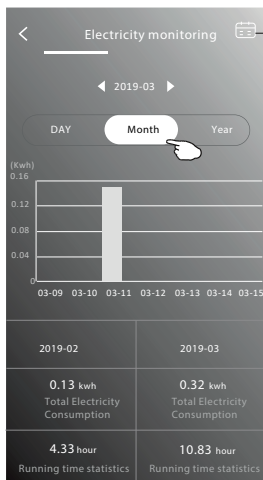 Electricity monitoring
2019-03
DAY Month Year
(Kwh)
0.16
0.12
0.08
0.04
0
03-09 03-10 03-11 03-12 03-13 03-14 03-15
2019-02 2019-03
0.13 kwh 0.32 kwh
Total Electricity Total Electricity
Consumption Consumption
4.33 hour 10.83 hour
Running time statistics Running time statistics